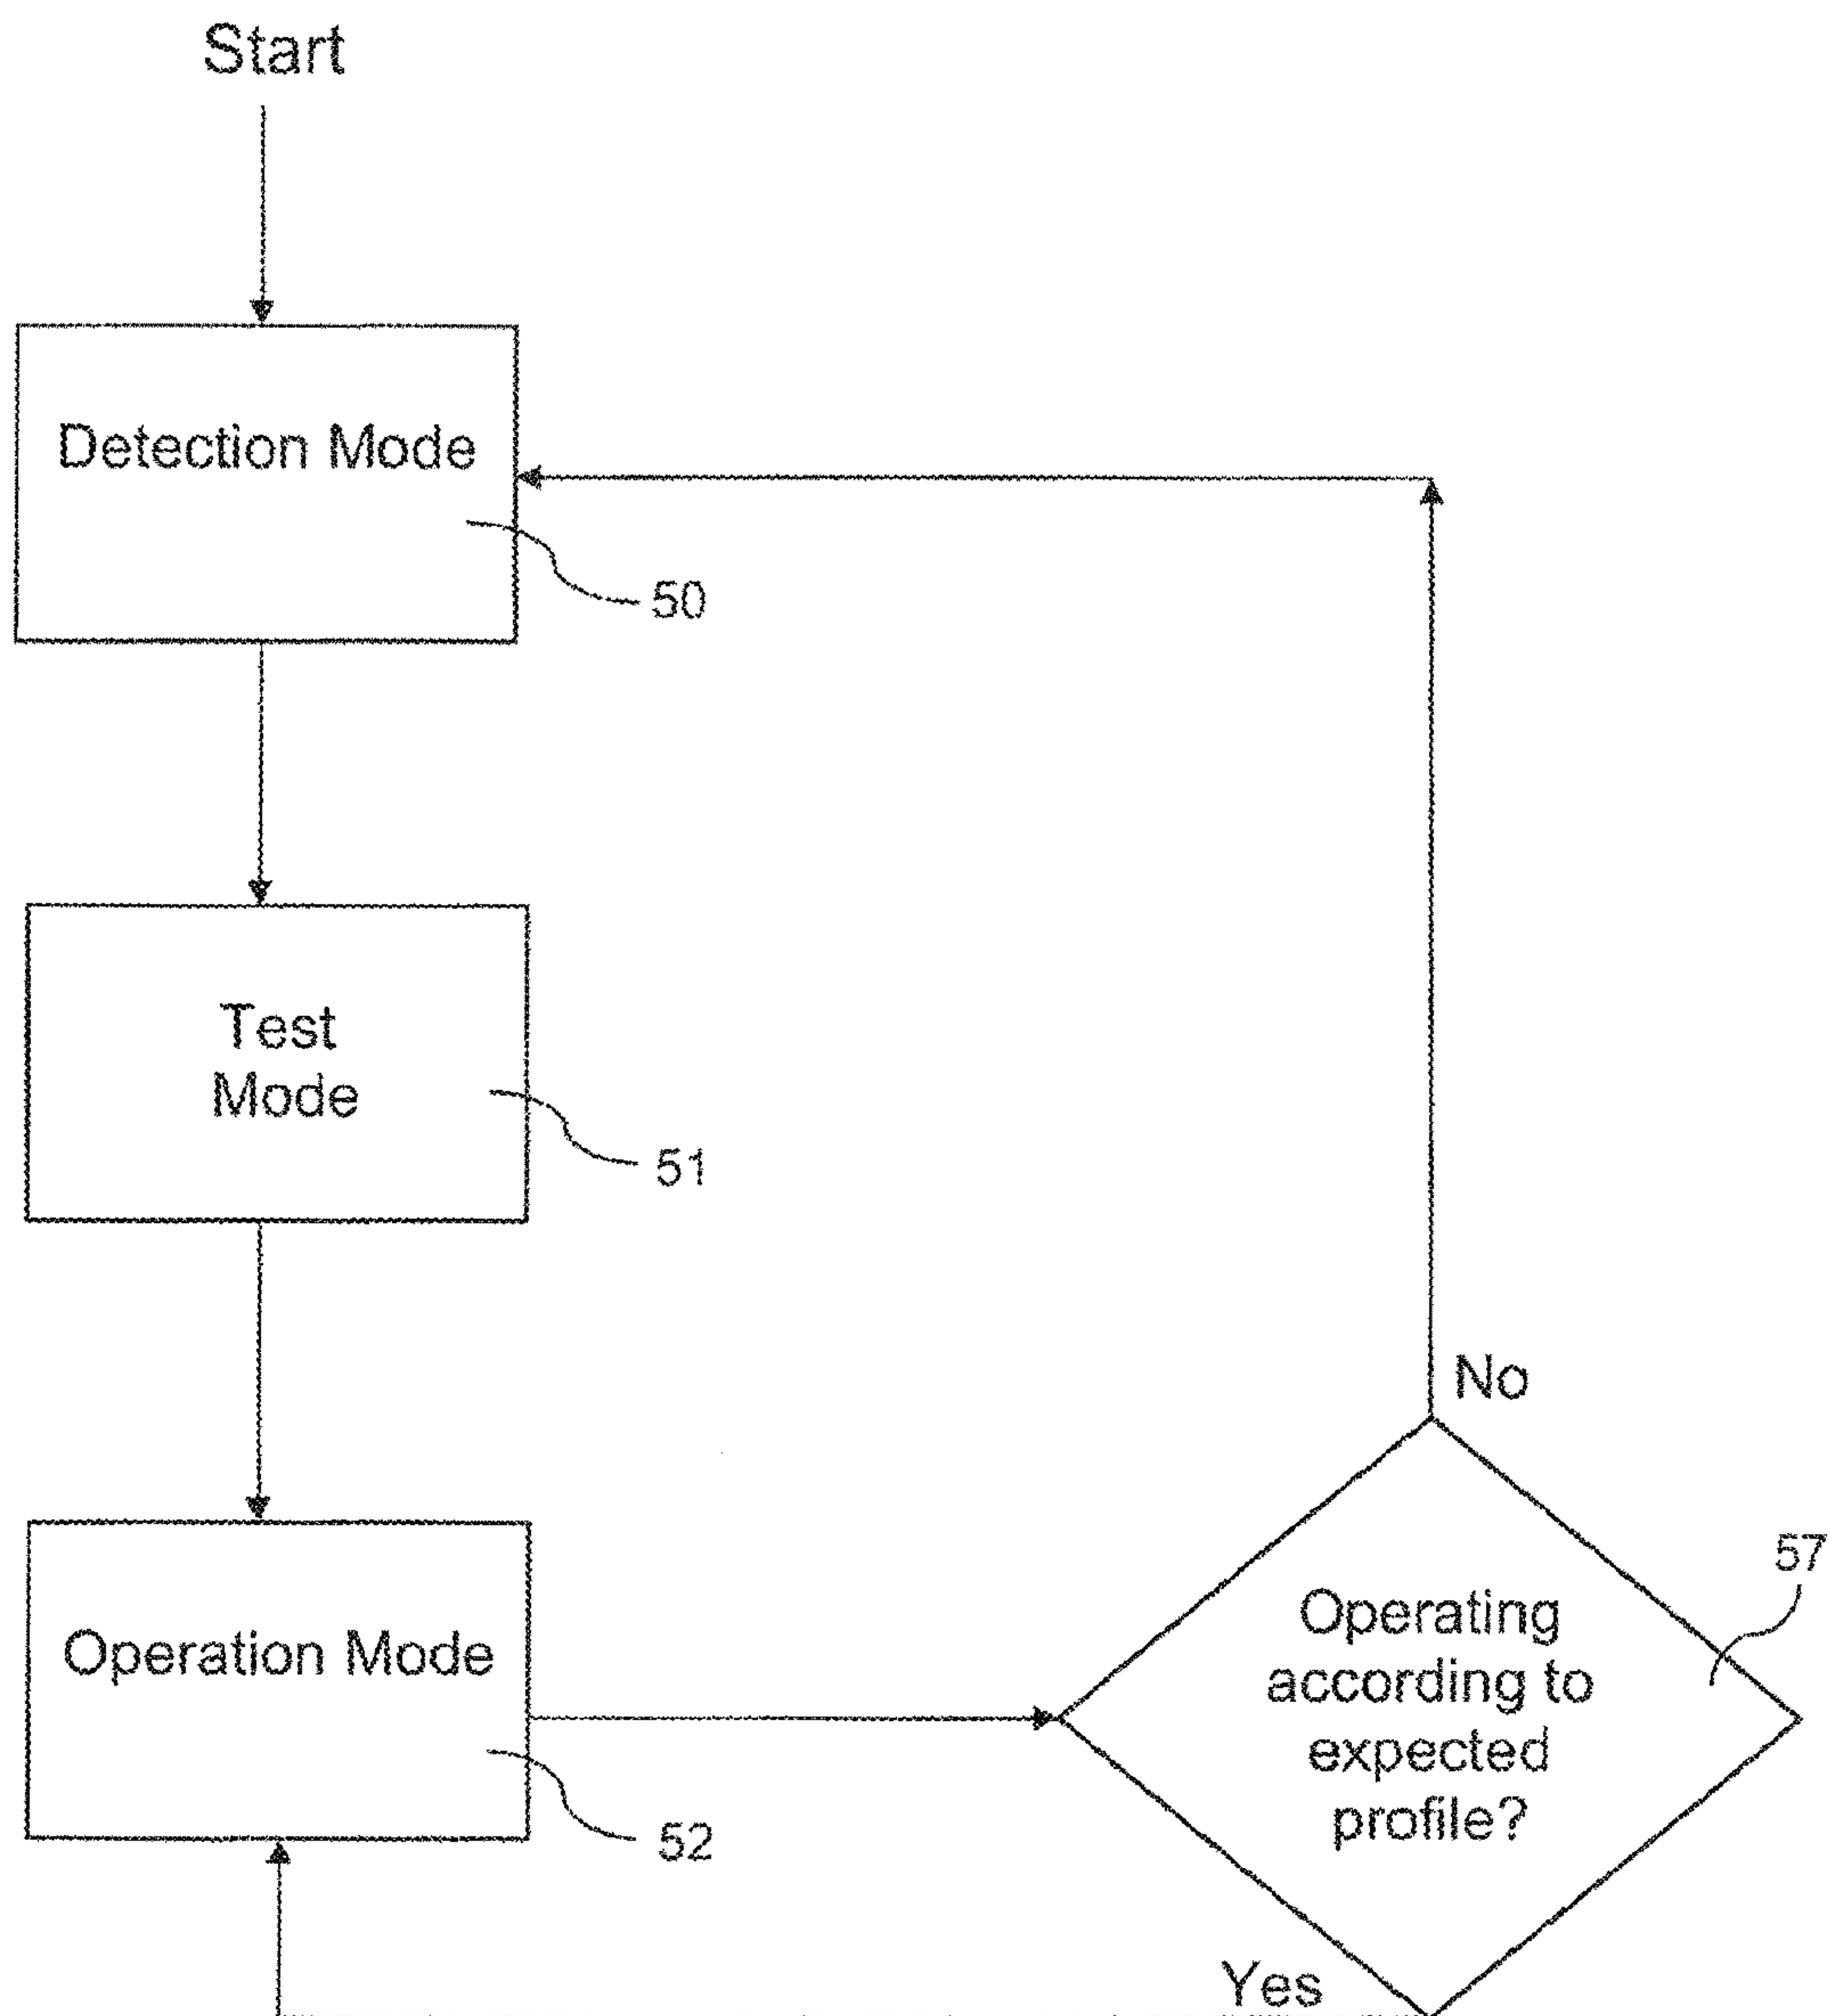 Start
Detection Mode
50
Test
Mode
51
No
Operation Mode
52
57
Operating
according to
expected
profile?
Yes